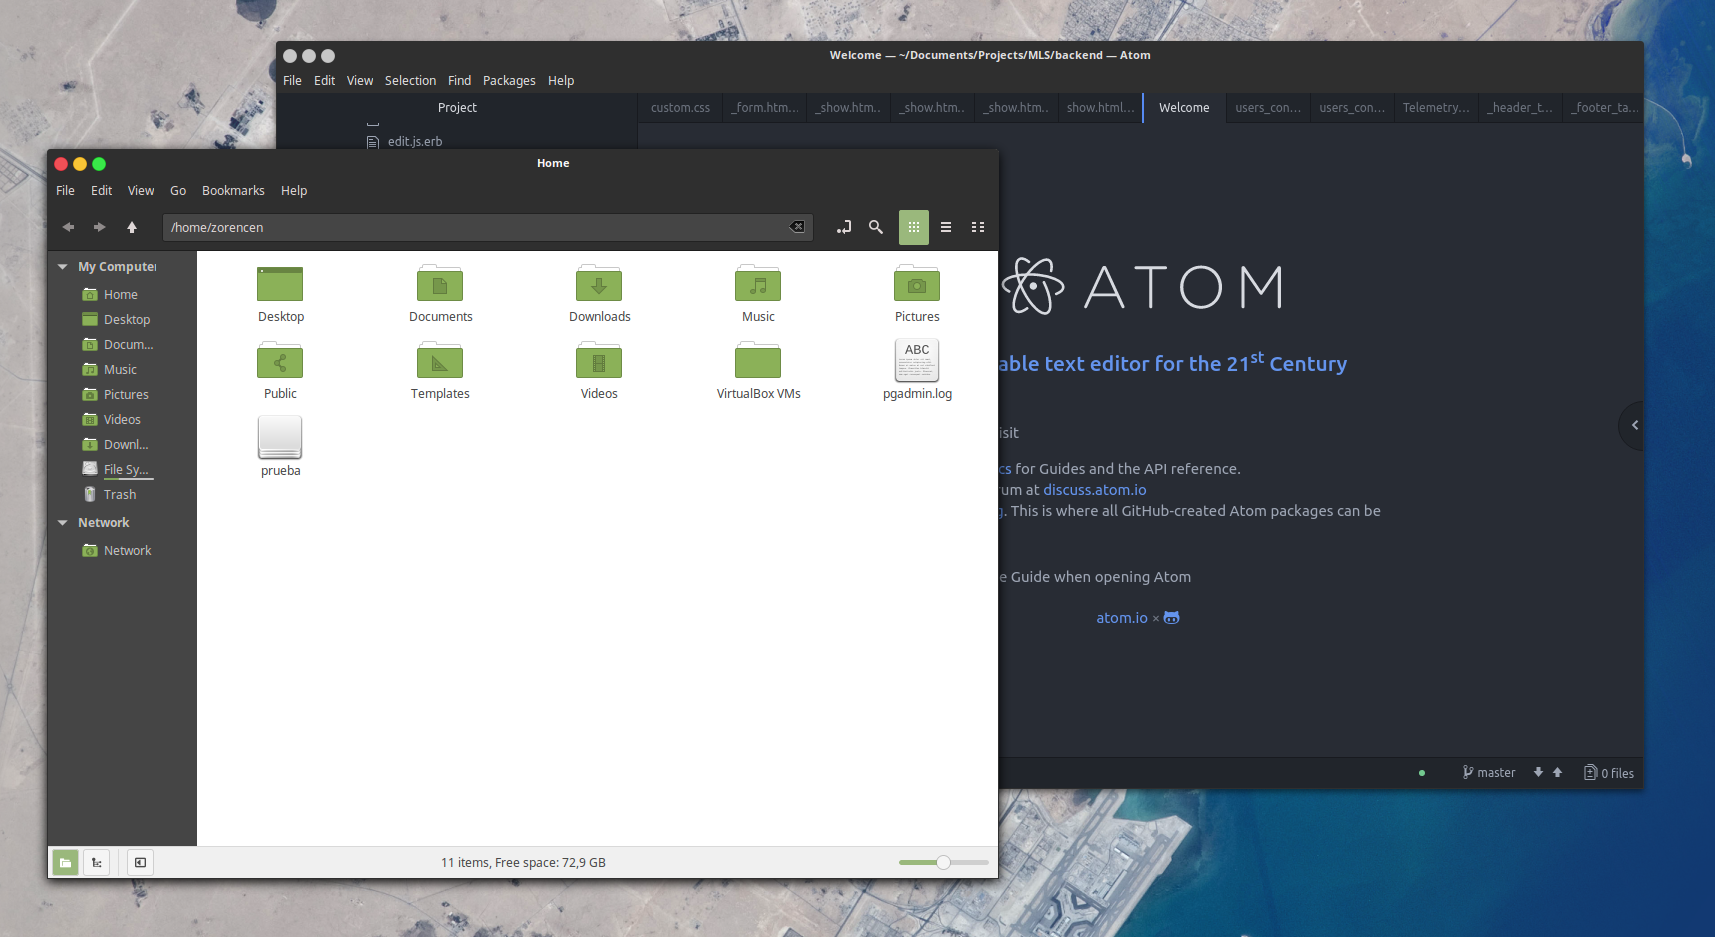 Welcome — ~/Documents/Projects/MLS/backend — Atom
File Edit View Selection Find Packages Help
Project
custom.css _form.htm... _show.htm.. _show.htm.. _show.htm.. show.html... Welcome users_con... users_con... Telemetry... _header_t... _footer_ta...
edit.js.erb
Home
File Edit View Go Bookmarks Help
/home/zorencen
My Computer
Home
Desktop
Docum...
Music
Pictures
Videos
Downl...
File Sy...
Trash
Network
Network
Desktop Documents Downloads Music Pictures
ABC
Public Templates Videos VirtualBox VMs pgadmin.log
prueba
11 items, Free space: 72,9 GB
ATOM
able text editor for the 21st Century
isit
cs for Guides and the API reference.
rum at discuss.atom.io
g. This is where all GitHub-created Atom packages can be
e Guide when opening Atom
atom.io ×
master 0 files